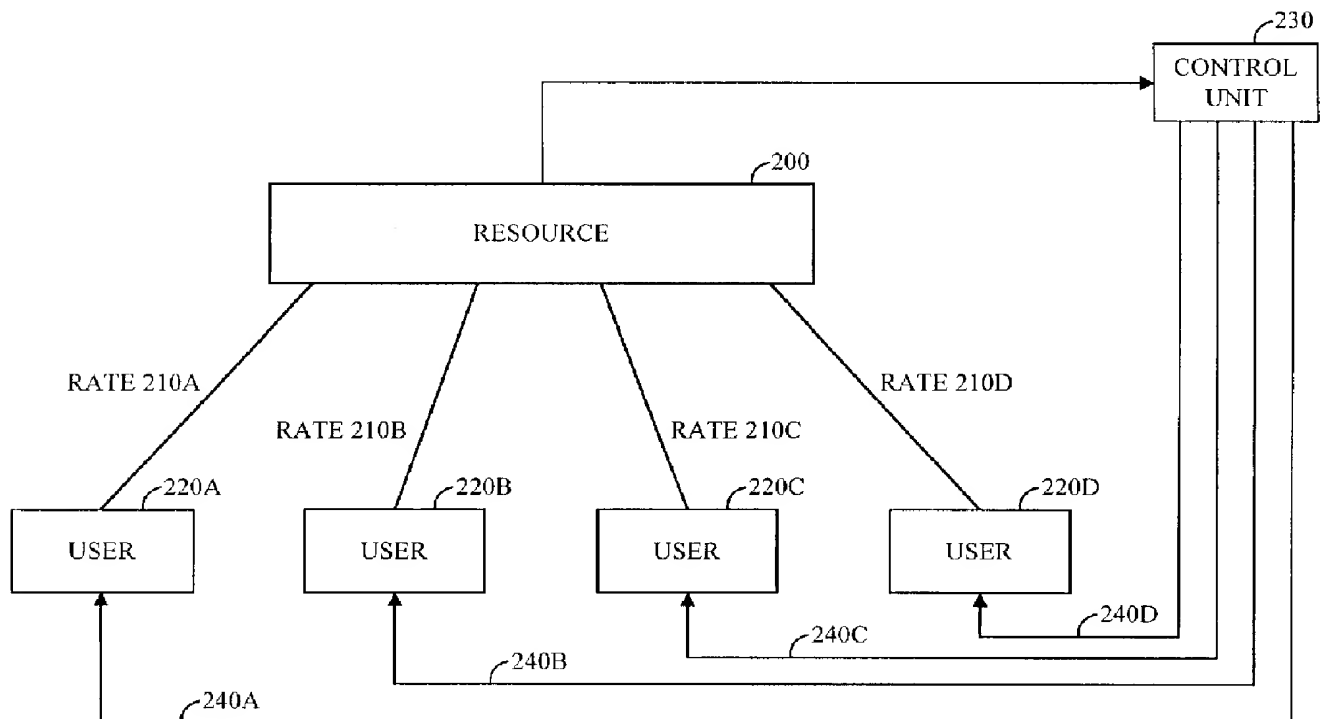 230
CONTROL
UNIT
200
RESOURCE
RATE 210A
RATE 210B
RATE 210C
RATE 210D
220A
220B
220C
220D
USER
USER
USER
USER
240D
240C
240B
240A